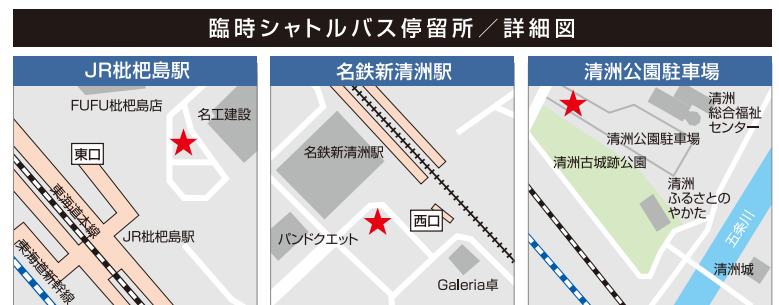 臨時シャトルバス停留所／詳細図
JR枇杷島駅
FUFU枇杷島店
名工建設
東口
東海道本線
JR枇杷島駅
東海道新幹線
名鉄新清洲駅
名鉄新清洲駅
西口
パンドクエット
Galeria卓
清洲公園駐車場
清洲
総合福祉
センター
清洲公園駐車場
清洲古城跡公園
清洲
ふるさとの
やかた
五条川
清洲城